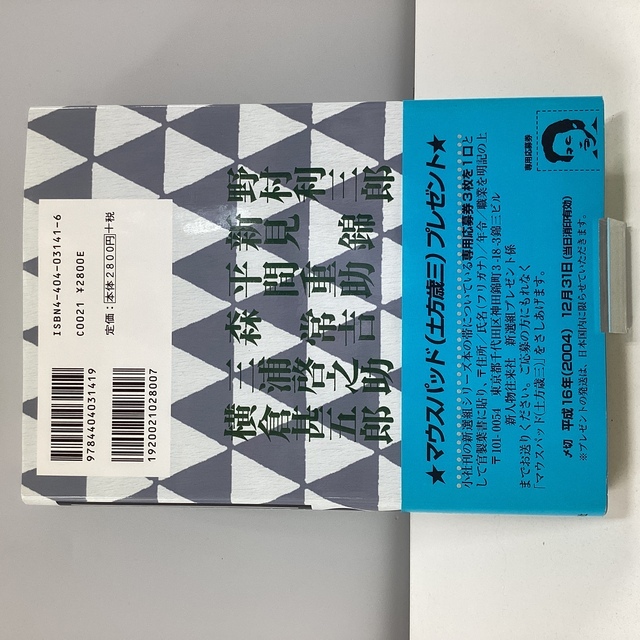 野村利三郎
新見錦
平間重助
森常吉
三浦啓之助
横倉甚五郎
ISBN4-404-03141-6
C0021 ¥2800E
定価:本体2800円+税
9784404031419
1920021028007
★マウスパッド(土方歳三)プレゼント★
小社刊の新選組シリーズ本の帯についている専用応募券3枚を1口と
して官製葉書に貼り、〒住所/氏名(フリガナ)/年令/職業を明記の上
〒101-0054 東京都千代田区神田錦町3-18-3錦三ビル
新人物往来社 新選組プレゼント係
までお送りください。ご応募の方にもれなく
「マウスパッド(土方歳三)」をさしあげます。
〆切 平成16年(2004) 12月31日(当日消印有効)
※プレゼントの発送は、日本国内に限らせていただきます。
専用応募券